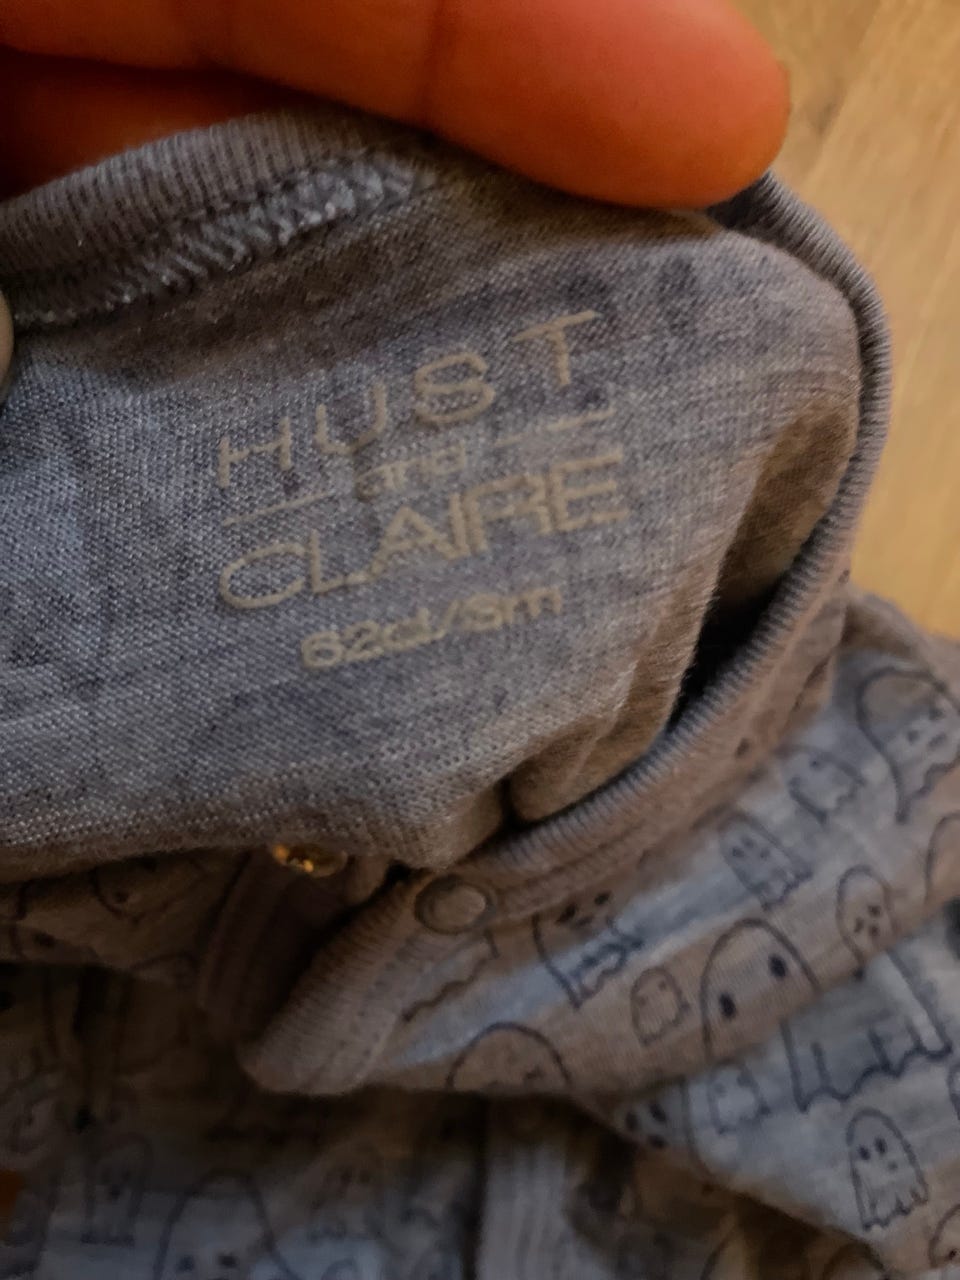 HUST
and
CLAIRE
62cl/3m